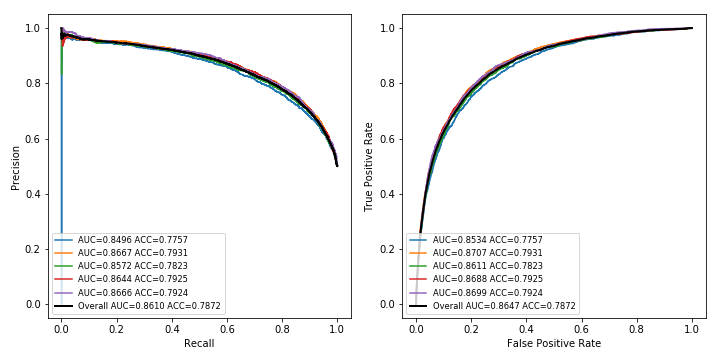 1.0
0.8
0.6
0.4
0.2
0.0
Precision
AUC=0.8496 ACC=0.7757
AUC=0.8667 ACC=0.7931
AUC=0.8572 ACC=0.7823
AUC=0.8644 ACC=0.7925
AUC=0.8666 ACC=0.7924
Overall AUC=0.8610 ACC=0.7872
0.0 0.2 0.4 0.6 0.8 1.0
Recall
1.0
0.8
0.6
0.4
0.2
0.0
True Positive Rate
AUC=0.8534 ACC=0.7757
AUC=0.8707 ACC=0.7931
AUC=0.8611 ACC=0.7823
AUC=0.8688 ACC=0.7925
AUC=0.8699 ACC=0.7924
Overall AUC=0.8647 ACC=0.7872
0.0 0.2 0.4 0.6 0.8 1.0
False Positive Rate